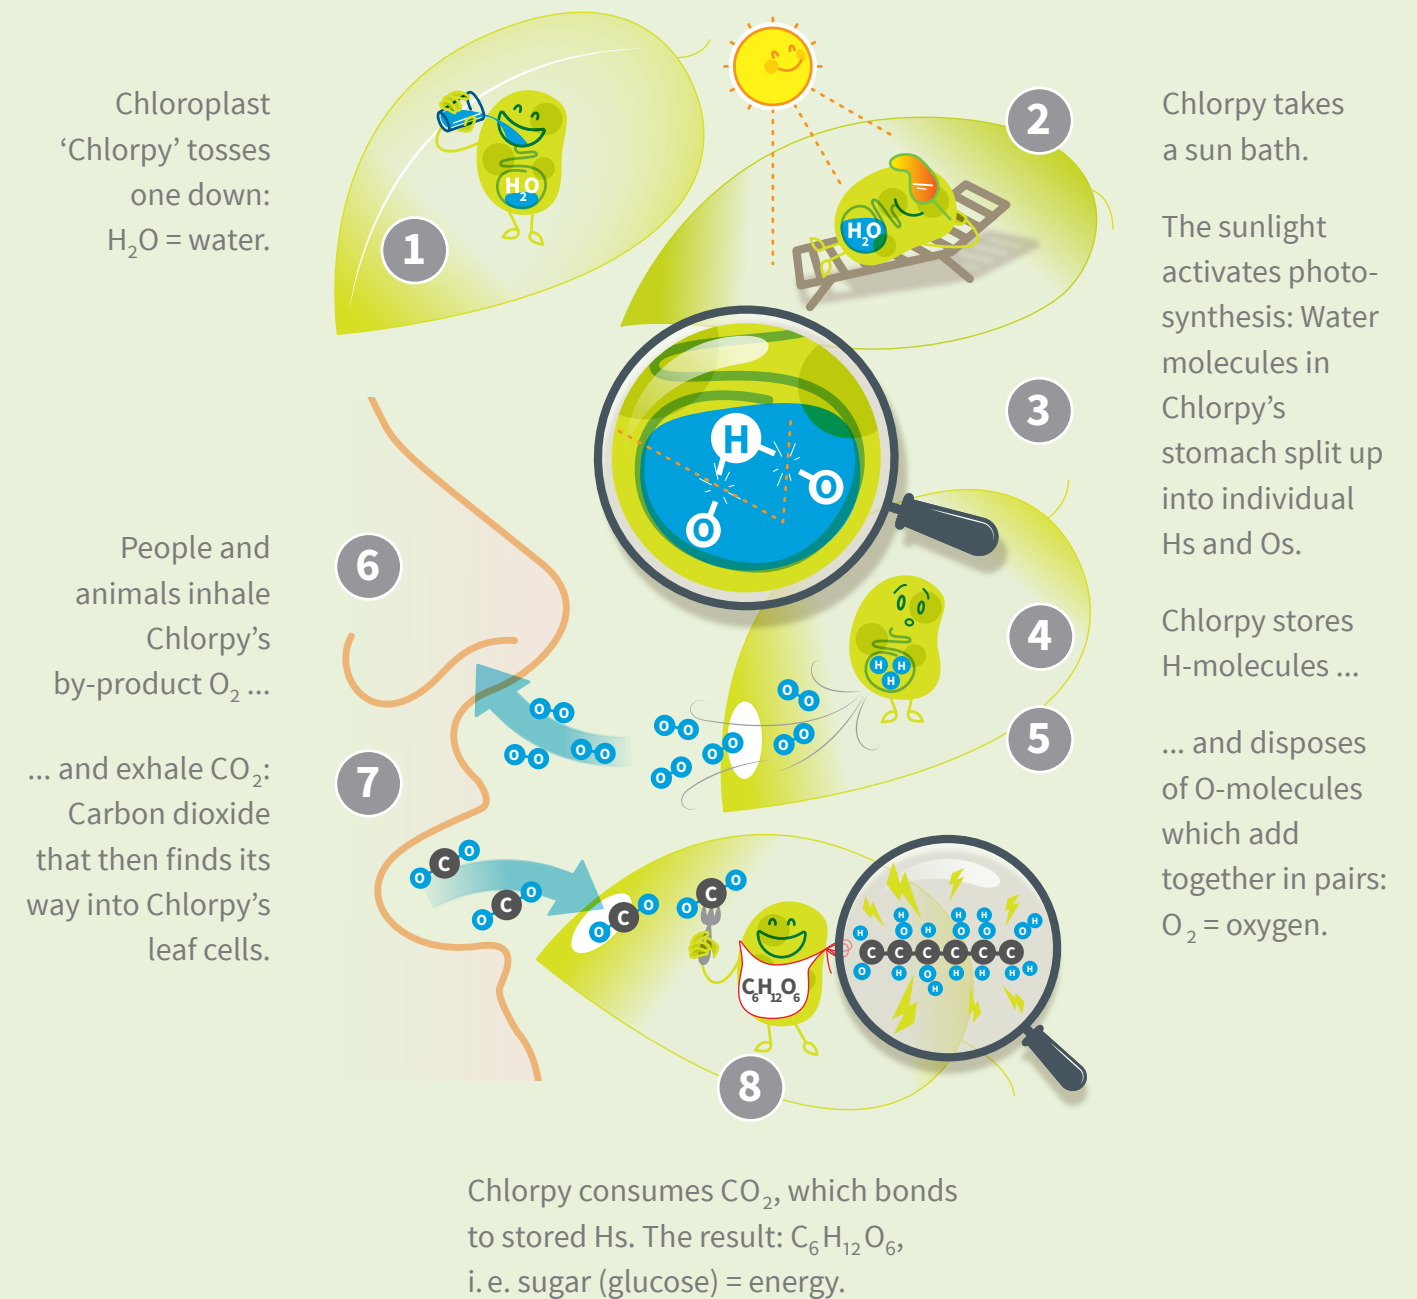 Chloroplast
‘Chlorpy’ tosses
one down:
H₂O = water.
1
H₂O
2
Chlorpy takes
a sun bath.
H₂O
3
The sunlight
activates photo-
synthesis: Water
molecules in
Chlorpy’s
stomach split up
into individual
Hs and Os.
H
O
O
4
Chlorpy stores
H-molecules ...
H H
H
5
... and disposes
of O-molecules
which add
together in pairs:
O₂ = oxygen.
O O
O O
O O
O O
O O
6
People and
animals inhale
Chlorpy’s
by-product O₂ ...
O O
O O
O O
7
... and exhale CO₂:
Carbon dioxide
that then finds its
way into Chlorpy’s
leaf cells.
O C O
O C O
O C O
O C O
8
C₆H₁₂O₆
H H H H
H O O O O H
C C C C C C
O H O H H H H
H
Chlorpy consumes CO₂, which bonds
to stored Hs. The result: C₆H₁₂O₆,
i. e. sugar (glucose) = energy.